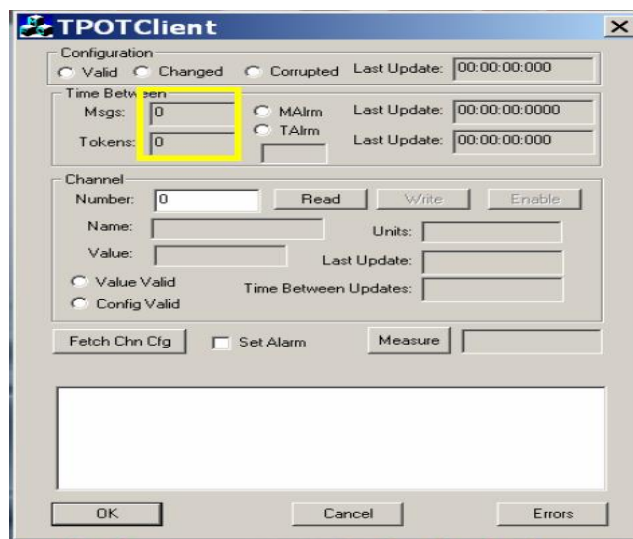 TPOTClient
Configuration
Valid Changed Corrupted Last Update: 00:00:00:000
Time Between
Msgs: 0 MAlrm Last Update: 00:00:00:0000
Tokens: 0 TAlrm Last Update: 00:00:00:000
Channel
Number: 0 Read Write Enable
Name: Units:
Value: Last Update:
Value Valid Time Between Updates:
Config Valid
Fetch Chn Cfg Set Alarm Measure
OK Cancel Errors